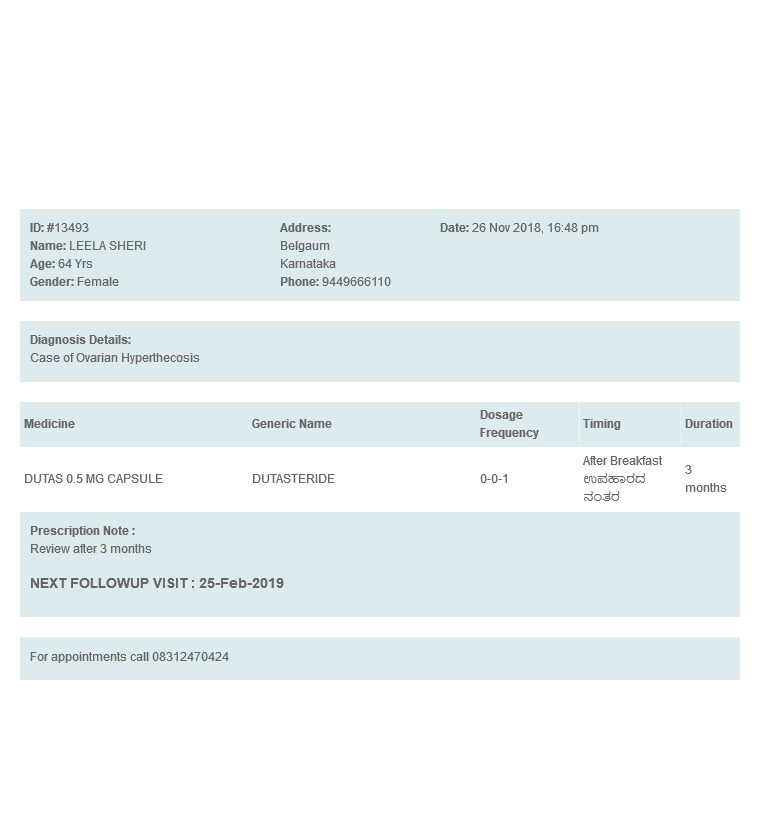 ID: #13493
Name: LEELA SHERI
Age: 64 Yrs
Gender: Female
Address:
Belgaum
Karnataka
Phone: 9449666110
Date: 26 Nov 2018, 16:48 pm
Diagnosis Details:
Case of Ovarian Hyperthecosis
Medicine
Generic Name
Dosage
Frequency
Timing
Duration
DUTAS 0.5 MG CAPSULE
DUTASTERIDE
0-0-1
After Breakfast
ಉಪಹಾರದ
ನಂತರ
3
months
Prescription Note :
Review after 3 months
NEXT FOLLOWUP VISIT : 25-Feb-2019
For appointments call 08312470424